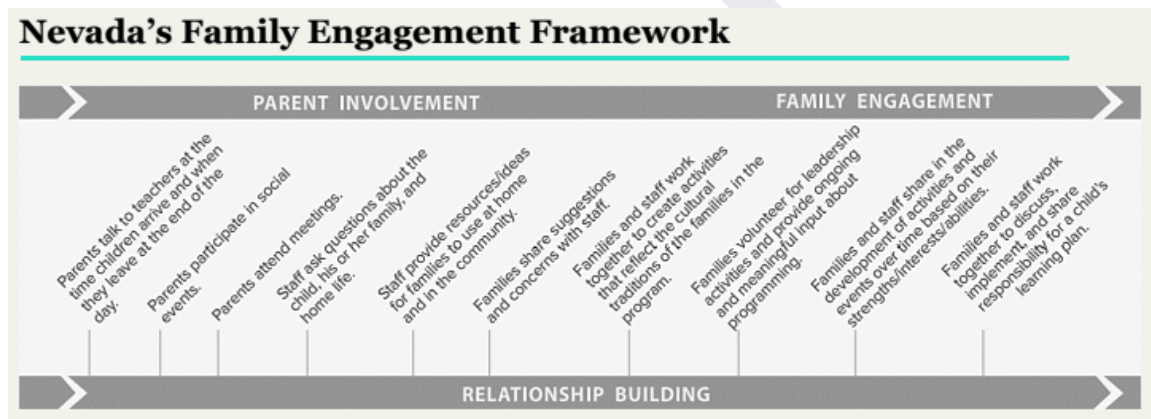 Nevada's Family Engagement Framework
PARENT INVOLVEMENT
FAMILY ENGAGEMENT
Parents talk to teachers at the
time children arrive and when
they leave at the end of the
day.
Parents participate in social
events.
Parents attend meetings.
Staff ask questions about the
child, his or her family, and
home life.
Staff provide resources/ideas
for families to use at home
and in the community.
Families share suggestions
and concerns with staff.
Families and staff work
together to create activities
that reflect the cultural
traditions of the families in the
program.
Families volunteer for leadership
activities and provide ongoing
and meaningful input about
programming.
Families and staff share in the
development of activities and
events over time based on their
strengths/interests/abilities.
Families and staff work
together to discuss,
implement, and share
responsibility for a child's
learning plan.
RELATIONSHIP BUILDING